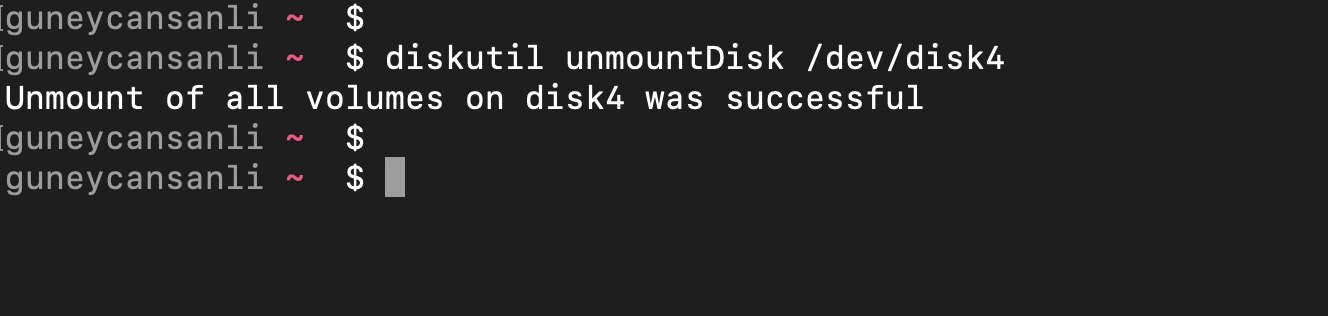 guneycansanli ~ $
guneycansanli ~ $ diskutil unmountDisk /dev/disk4
Unmount of all volumes on disk4 was successful
guneycansanli ~ $
guneycansanli ~ $